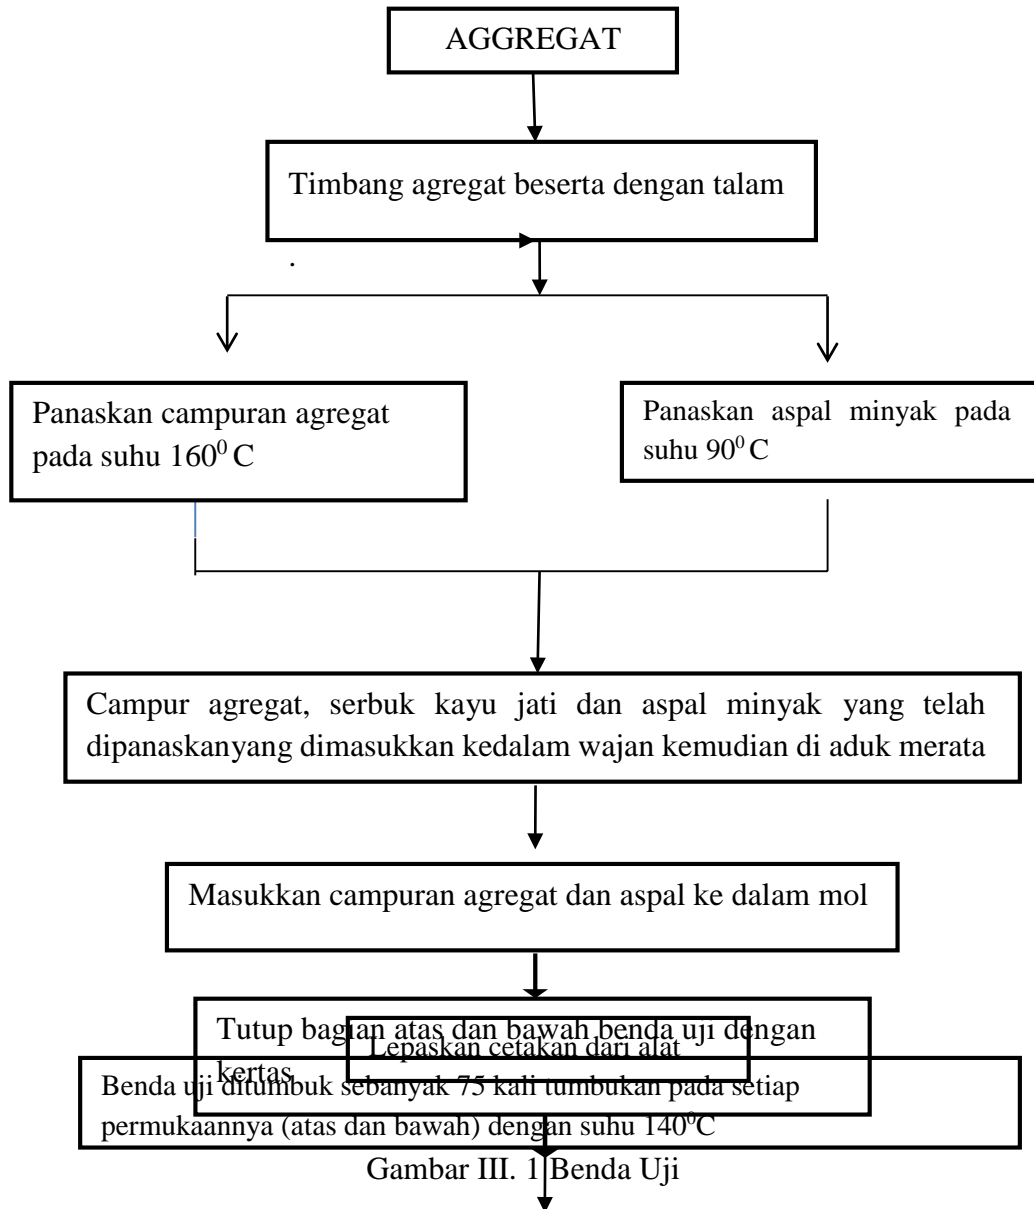 AGGREGAT
Timbang agregat beserta dengan talam
.
Panaskan campuran agregat
pada suhu 160⁰ C
Panaskan aspal minyak pada
suhu 90⁰ C
Campur agregat, serbuk kayu jati dan aspal minyak yang telah
dipanaskanyang dimasukkan kedalam wajan kemudian di aduk merata
Masukkan campuran agregat dan aspal ke dalam mol
Tutup bagian atas dan bawah benda uji dengan
kertas
Lepaskan cetakan dari alat
Benda uji ditumbuk sebanyak 75 kali tumbukan pada setiap
permukaannya (atas dan bawah) dengan suhu 140⁰C
Gambar III. 1 Benda Uji